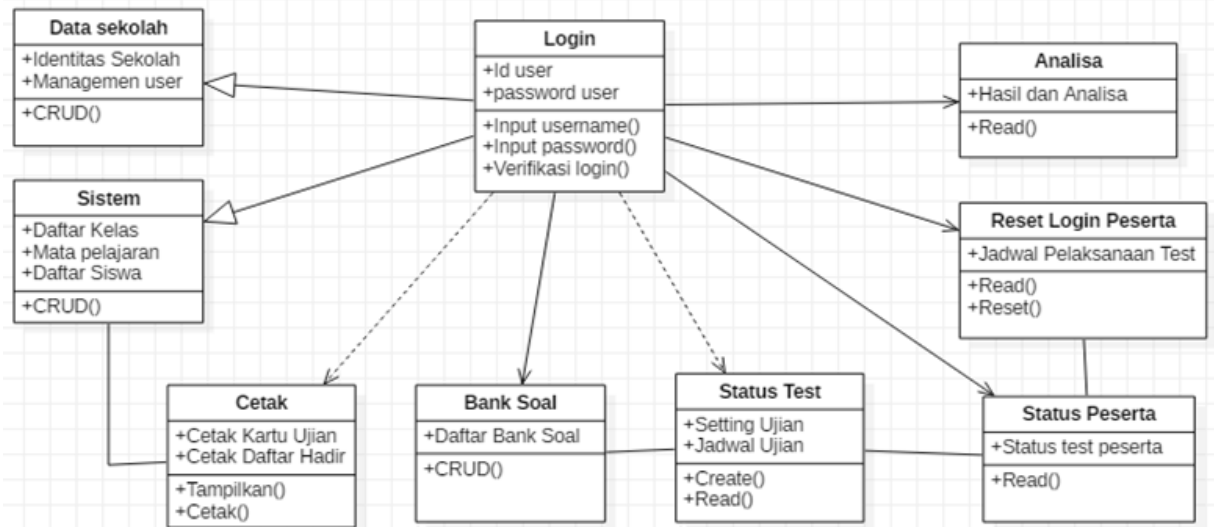 Data sekolah
+Identitas Sekolah
+Managemen user
+CRUD()
Login
+Id user
+password user
+Input username()
+Input password()
+Verifikasi login()
Analisa
+Hasil dan Analisa
+Read()
Sistem
+Daftar Kelas
+Mata pelajaran
+Daftar Siswa
+CRUD()
Reset Login Peserta
+Jadwal Pelaksanaan Test
+Read()
+Reset()
Cetak
+Cetak Kartu Ujian
+Cetak Daftar Hadir
+Tampilkan()
+Cetak()
Bank Soal
+Daftar Bank Soal
+CRUD()
Status Test
+Setting Ujian
+Jadwal Ujian
+Create()
+Read()
Status Peserta
+Status test peserta
+Read()